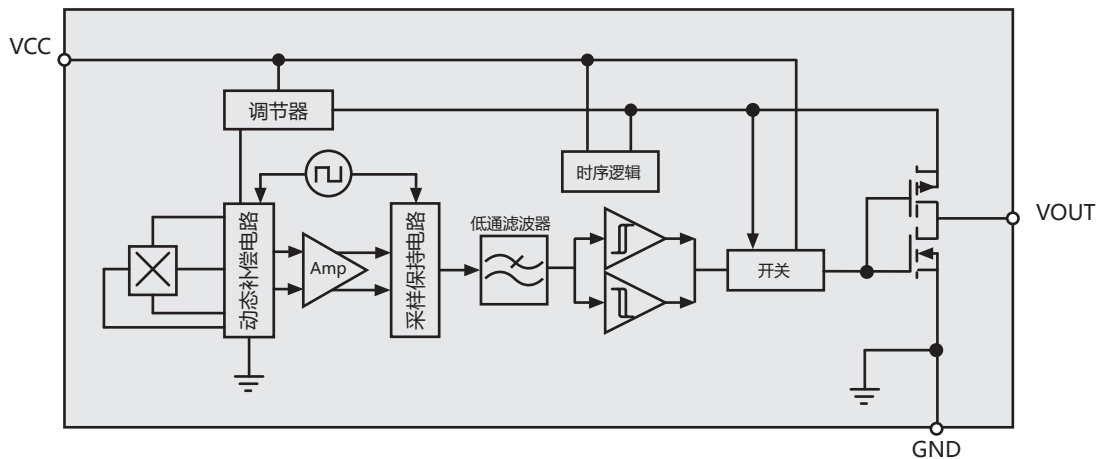 VCC
调节器
时序逻辑
动态补偿电路
Amp
采样保持电路
低通滤波器
开关
VOUT
GND